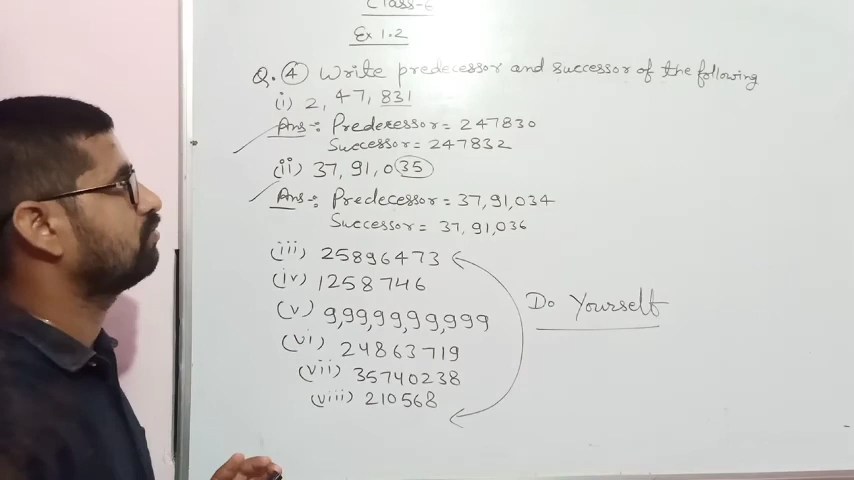 Class-6
Ex 1.2
Q. 4 Write predecessor and successor of the following
(i) 2, 47, 831
Ans :- Predecessor = 247830
Successor = 247832
(ii) 37, 91, 035
Ans :- Predecessor = 37, 91, 034
Successor = 37, 91, 036
(iii) 25896473
(iv) 1258746
(v) 9,99,99,99,999
(vi) 24863719
(vii) 35740238
(viii) 210568
Do Yourself